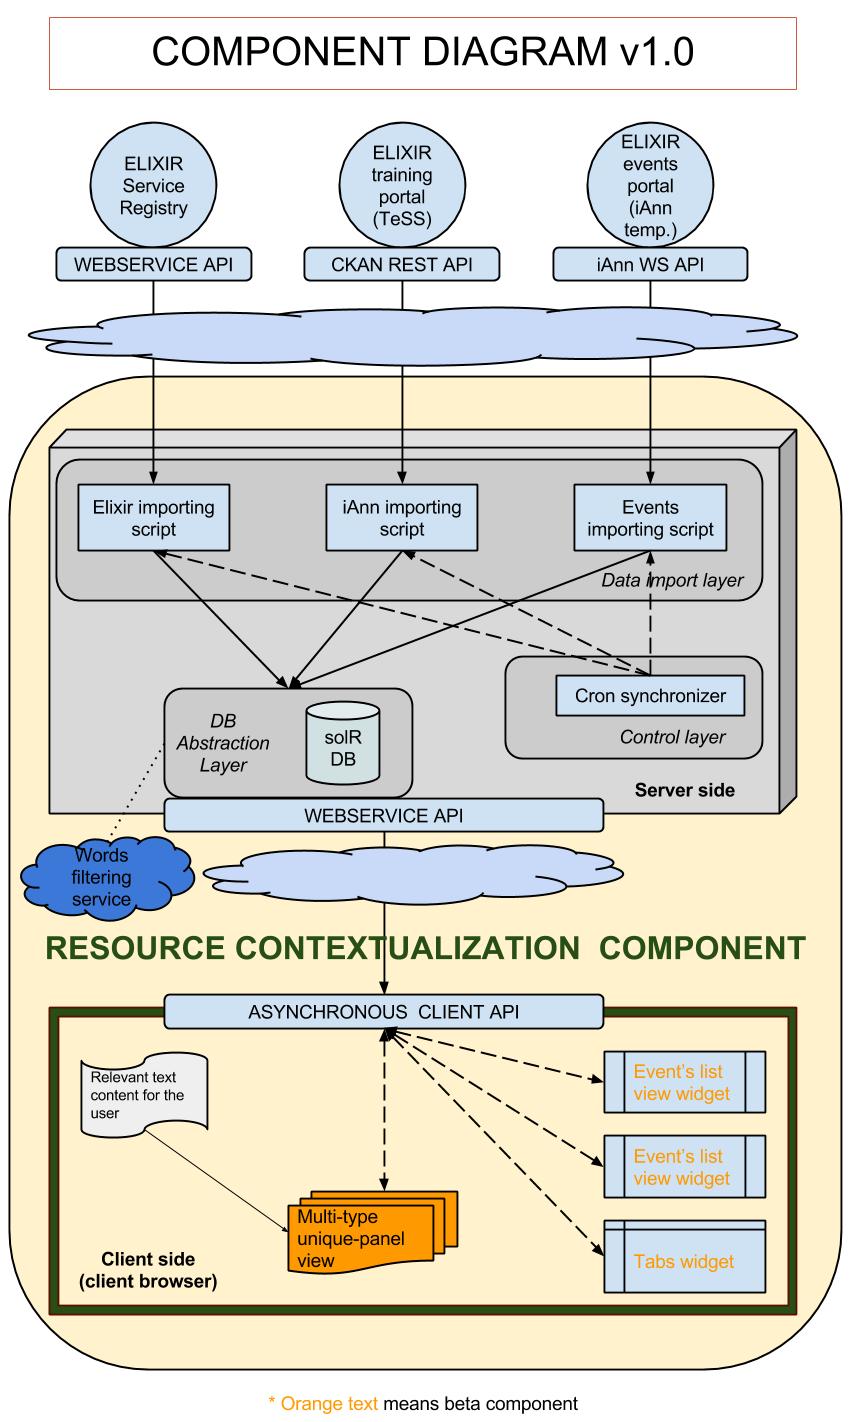 COMPONENT DIAGRAM v1.0
ELIXIR
Service
Registry
ELIXIR
training
portal
(TeSS)
ELIXIR
events
portal
(iAnn
temp.)
WEBSERVICE API
CKAN REST API
iAnn WS API
Elixir importing
script
iAnn importing
script
Events
importing script
Data import layer
Cron synchronizer
Control layer
DB
Abstraction
Layer
solR
DB
Server side
WEBSERVICE API
Words
filtering
service
RESOURCE CONTEXTUALIZATION  COMPONENT
ASYNCHRONOUS  CLIENT API
Relevant text
content for the
user
Event's list
view widget
Event's list
view widget
Tabs widget
Multi-type
unique-panel
view
Client side
(client browser)
* Orange text means beta component